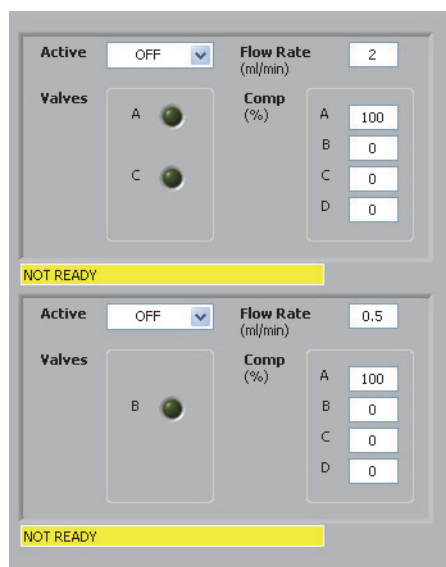 Active OFF Flow Rate 2
(ml/min)
Valves Comp
A (%) A 100
B 0
C C 0
D 0
NOT READY
Active OFF Flow Rate 0.5
(ml/min)
Valves Comp
(%) A 100
B B 0
C 0
D 0
NOT READY